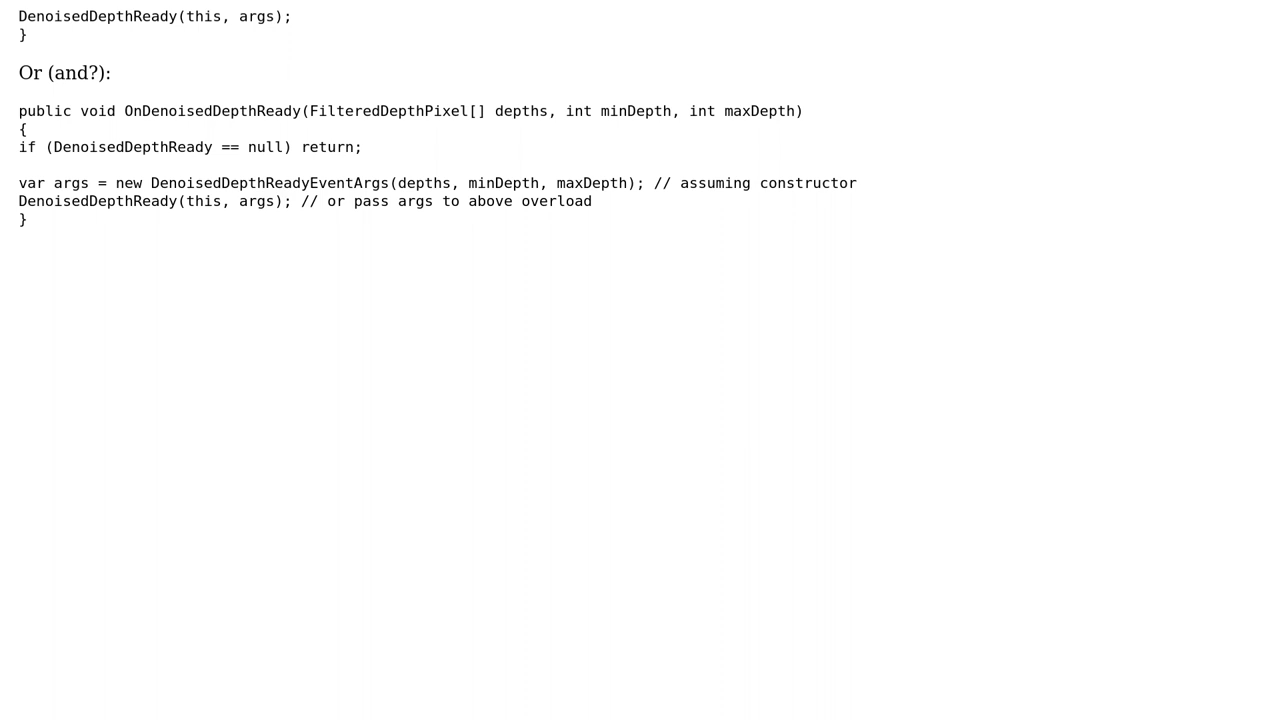 DenoisedDepthReady(this, args);
}
Or (and?):
public void OnDenoisedDepthReady(FilteredDepthPixel[] depths, int minDepth, int maxDepth)
{
if (DenoisedDepthReady == null) return;
var args = new DenoisedDepthReadyEventArgs(depths, minDepth, maxDepth); // assuming constructor
DenoisedDepthReady(this, args); // or pass args to above overload
}